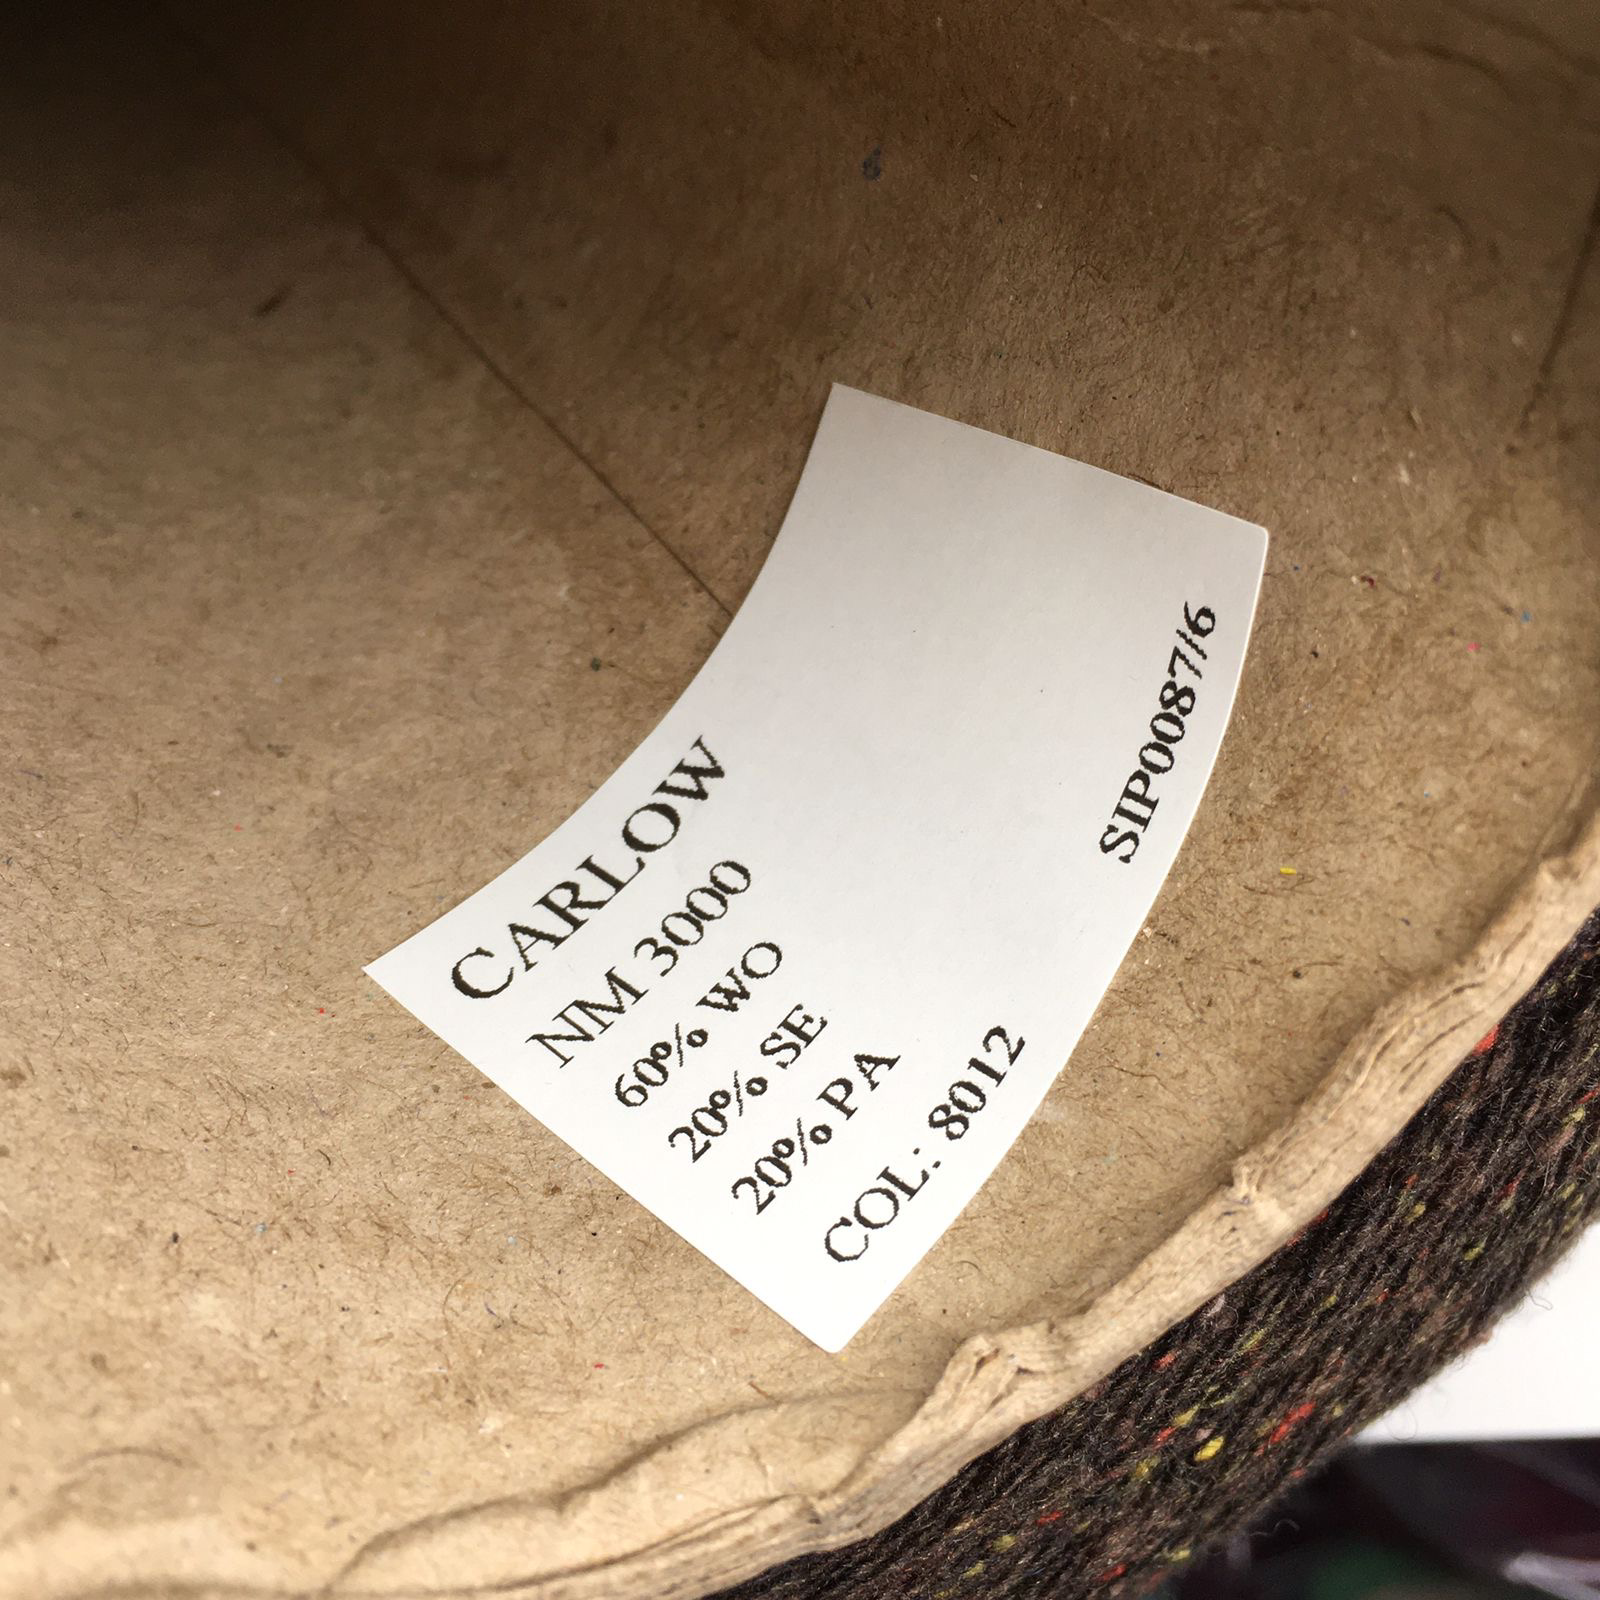 CARLOW
NM 3000
60% WO
20% SE
20% PA
COL: 8012
SIP0087/6